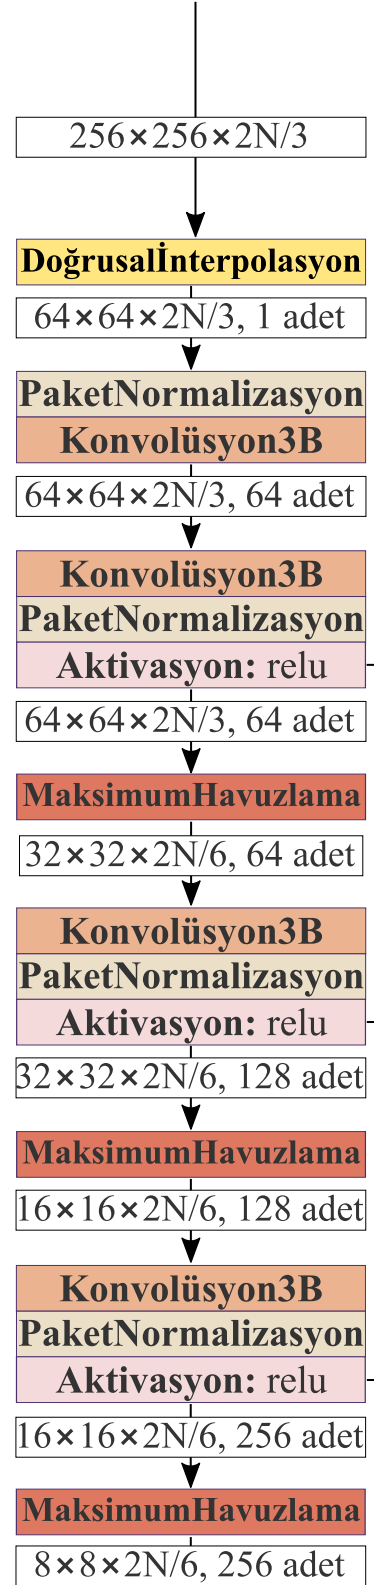 256×256×2N/3
Doğrusalİnterpolasyon
64×64×2N/3, 1 adet
PaketNormalizasyon
Konvolüsyon3B
64×64×2N/3, 64 adet
Konvolüsyon3B
PaketNormalizasyon
Aktivasyon: relu
64×64×2N/3, 64 adet
MaksimumHavuzlama
32×32×2N/6, 64 adet
Konvolüsyon3B
PaketNormalizasyon
Aktivasyon: relu
32×32×2N/6, 128 adet
MaksimumHavuzlama
16×16×2N/6, 128 adet
Konvolüsyon3B
PaketNormalizasyon
Aktivasyon: relu
16×16×2N/6, 256 adet
MaksimumHavuzlama
8×8×2N/6, 256 adet